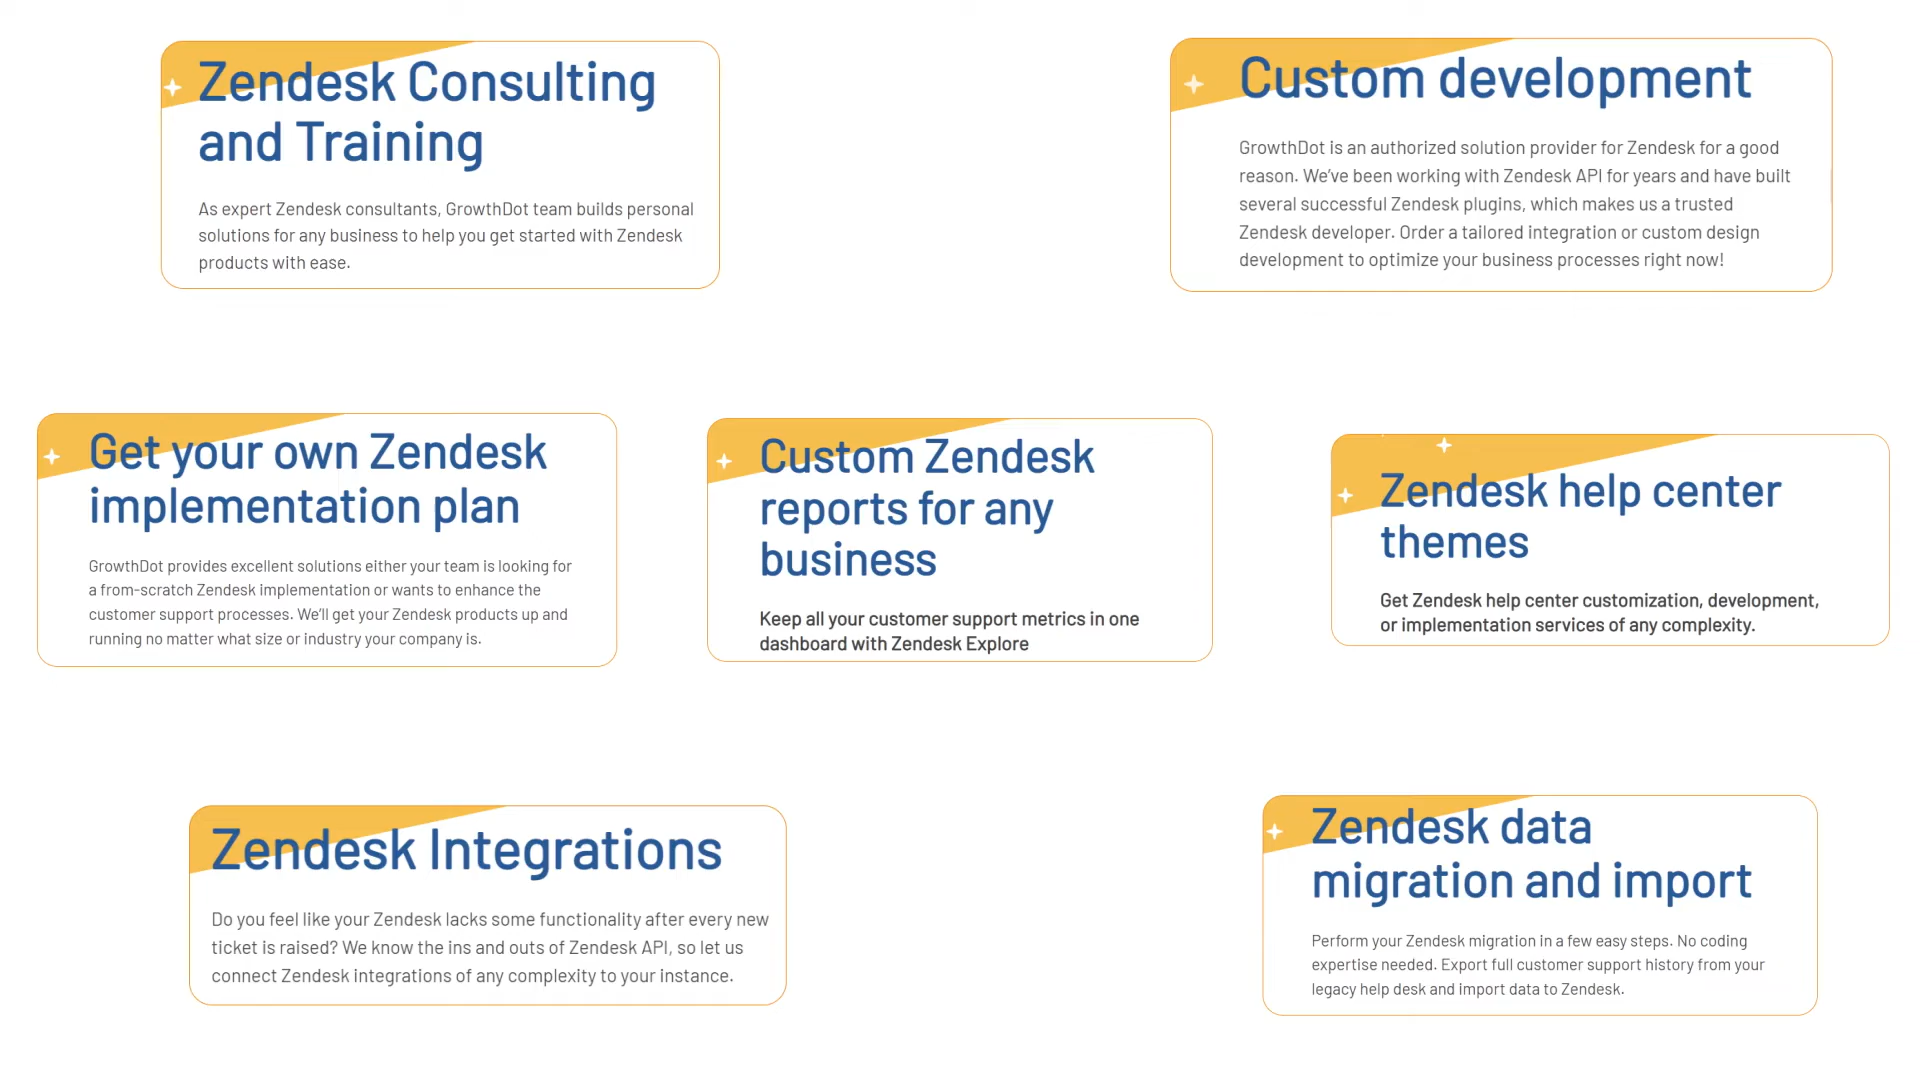 Zendesk Consulting
and Training
As expert Zendesk consultants, GrowthDot team builds personal
solutions for any business to help you get started with Zendesk
products with ease.
Custom development
GrowthDot is an authorized solution provider for Zendesk for a good
reason. We've been working with Zendesk API for years and have built
several successful Zendesk plugins, which makes us a trusted
Zendesk developer. Order a tailored integration or custom design
development to optimize your business processes right now!
Get your own Zendesk
implementation plan
GrowthDot provides excellent solutions either your team is looking for
a from-scratch Zendesk implementation or wants to enhance the
customer support processes. We'll get your Zendesk products up and
running no matter what size or industry your company is.
Custom Zendesk
reports for any
business
Keep all your customer support metrics in one
dashboard with Zendesk Explore
Zendesk help center
themes
Get Zendesk help center customization, development,
or implementation services of any complexity.
Zendesk Integrations
Do you feel like your Zendesk lacks some functionality after every new
ticket is raised? We know the ins and outs of Zendesk API, so let us
connect Zendesk integrations of any complexity to your instance.
Zendesk data
migration and import
Perform your Zendesk migration in a few easy steps. No coding
expertise needed. Export full customer support history from your
legacy help desk and import data to Zendesk.